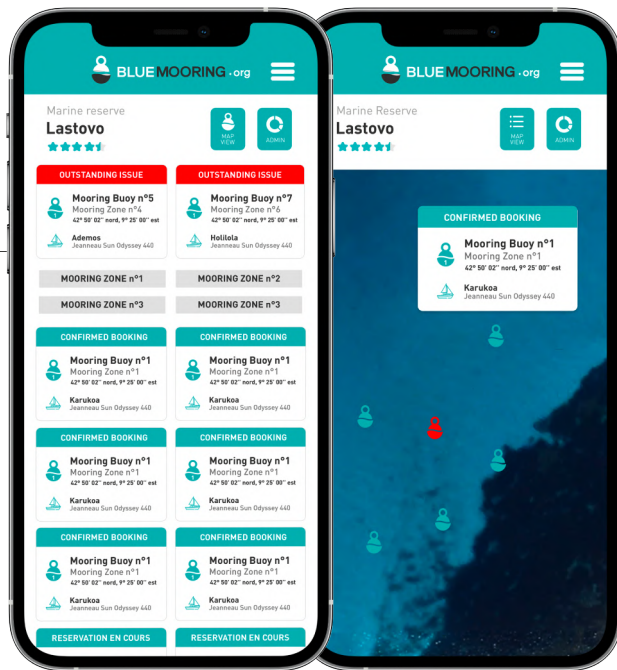 BLUEMOORING.org
Marine reserve
Lastovo
MAP
VIEW
ADMIN
OUTSTANDING ISSUE
Mooring Buoy n°5
Mooring Zone n°4
42° 50' 02'' nord, 9° 25' 00'' est
Ademos
Jeanneau Sun Odyssey 440
OUTSTANDING ISSUE
Mooring Buoy n°7
Mooring Zone n°6
42° 50' 02'' nord, 9° 25' 00'' est
Holilola
Jeanneau Sun Odyssey 440
MOORING ZONE n°1
MOORING ZONE n°2
MOORING ZONE n°3
MOORING ZONE n°3
CONFIRMED BOOKING
1
Mooring Buoy n°1
Mooring Zone n°1
42° 50' 02'' nord, 9° 25' 00'' est
Karukoa
Jeanneau Sun Odyssey 440
CONFIRMED BOOKING
1
Mooring Buoy n°1
Mooring Zone n°1
42° 50' 02'' nord, 9° 25' 00'' est
Karukoa
Jeanneau Sun Odyssey 440
CONFIRMED BOOKING
1
Mooring Buoy n°1
Mooring Zone n°1
42° 50' 02'' nord, 9° 25' 00'' est
Karukoa
Jeanneau Sun Odyssey 440
CONFIRMED BOOKING
1
Mooring Buoy n°1
Mooring Zone n°1
42° 50' 02'' nord, 9° 25' 00'' est
Karukoa
Jeanneau Sun Odyssey 440
CONFIRMED BOOKING
1
Mooring Buoy n°1
Mooring Zone n°1
42° 50' 02'' nord, 9° 25' 00'' est
Karukoa
Jeanneau Sun Odyssey 440
CONFIRMED BOOKING
1
Mooring Buoy n°1
Mooring Zone n°1
42° 50' 02'' nord, 9° 25' 00'' est
Karukoa
Jeanneau Sun Odyssey 440
RESERVATION EN COURS
RESERVATION EN COURS
BLUEMOORING.org
Marine Reserve
Lastovo
MAP
VIEW
ADMIN
CONFIRMED BOOKING
1
Mooring Buoy n°1
Mooring Zone n°1
42° 50' 02'' nord, 9° 25' 00'' est
Karukoa
Jeanneau Sun Odyssey 440